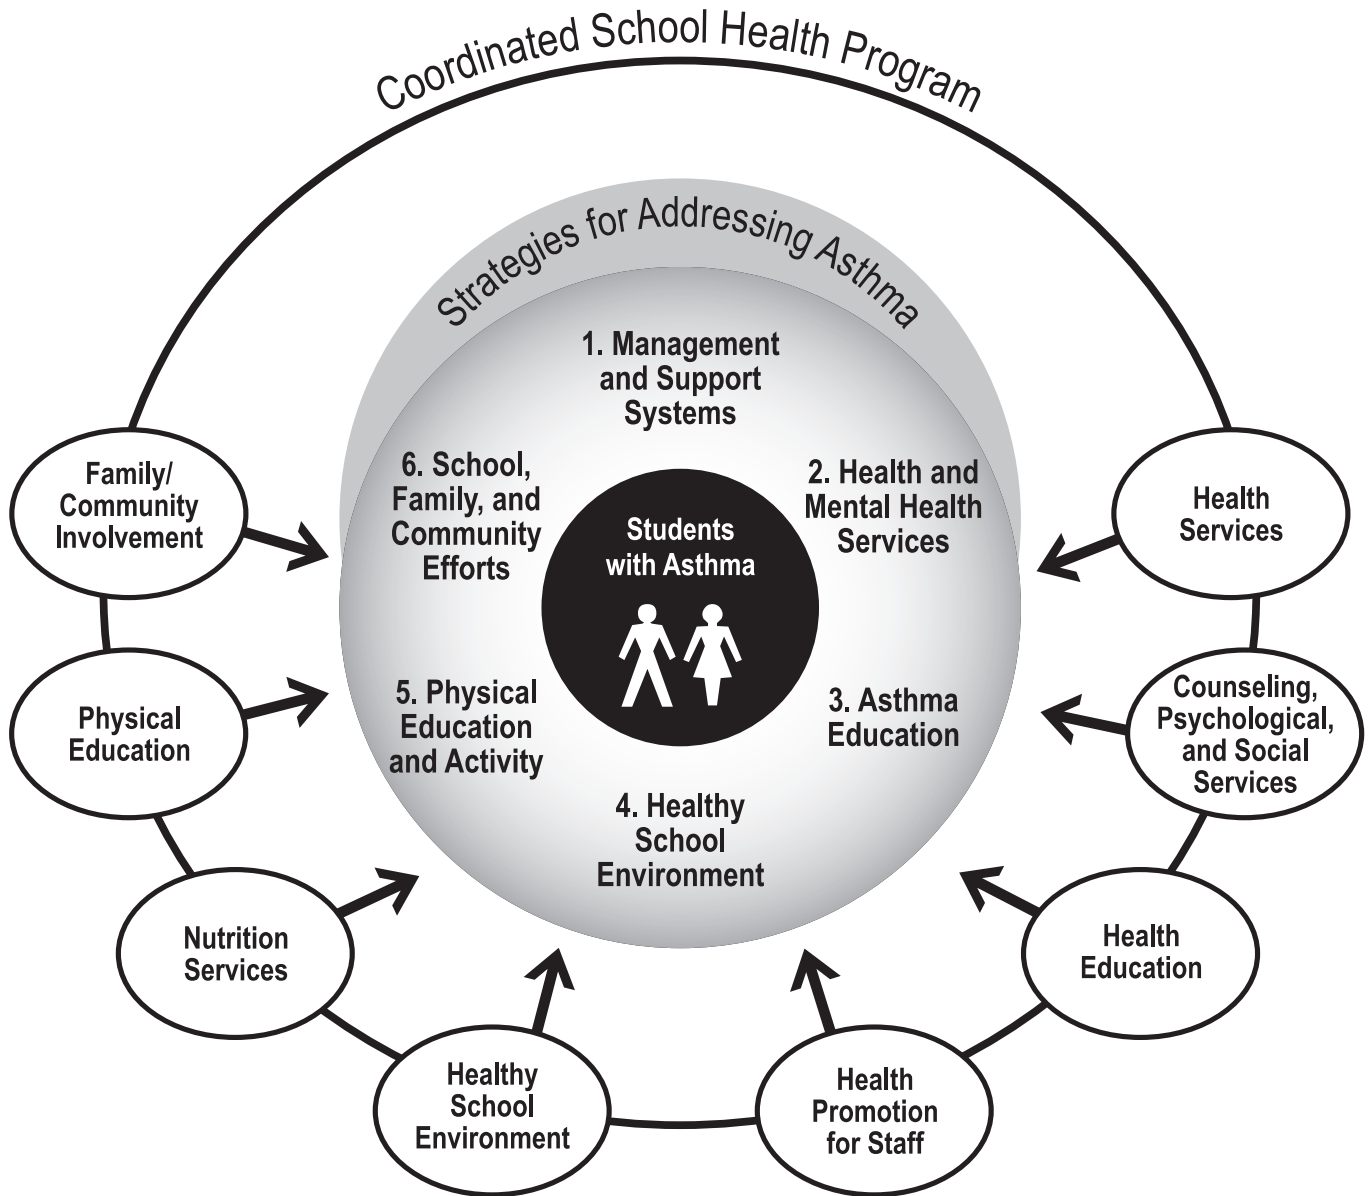 Coordinated School Health Program
Strategies for Addressing Asthma
1. Management
and Support
Systems
2. Health and
Mental Health
Services
3. Asthma
Education
4. Healthy
School
Environment
5. Physical
Education
and Activity
6. School,
Family, and
Community
Efforts
Students
with Asthma
Health
Services
Counseling,
Psychological,
and Social
Services
Health
Education
Health
Promotion
for Staff
Healthy
School
Environment
Nutrition
Services
Physical
Education
Family/
Community
Involvement